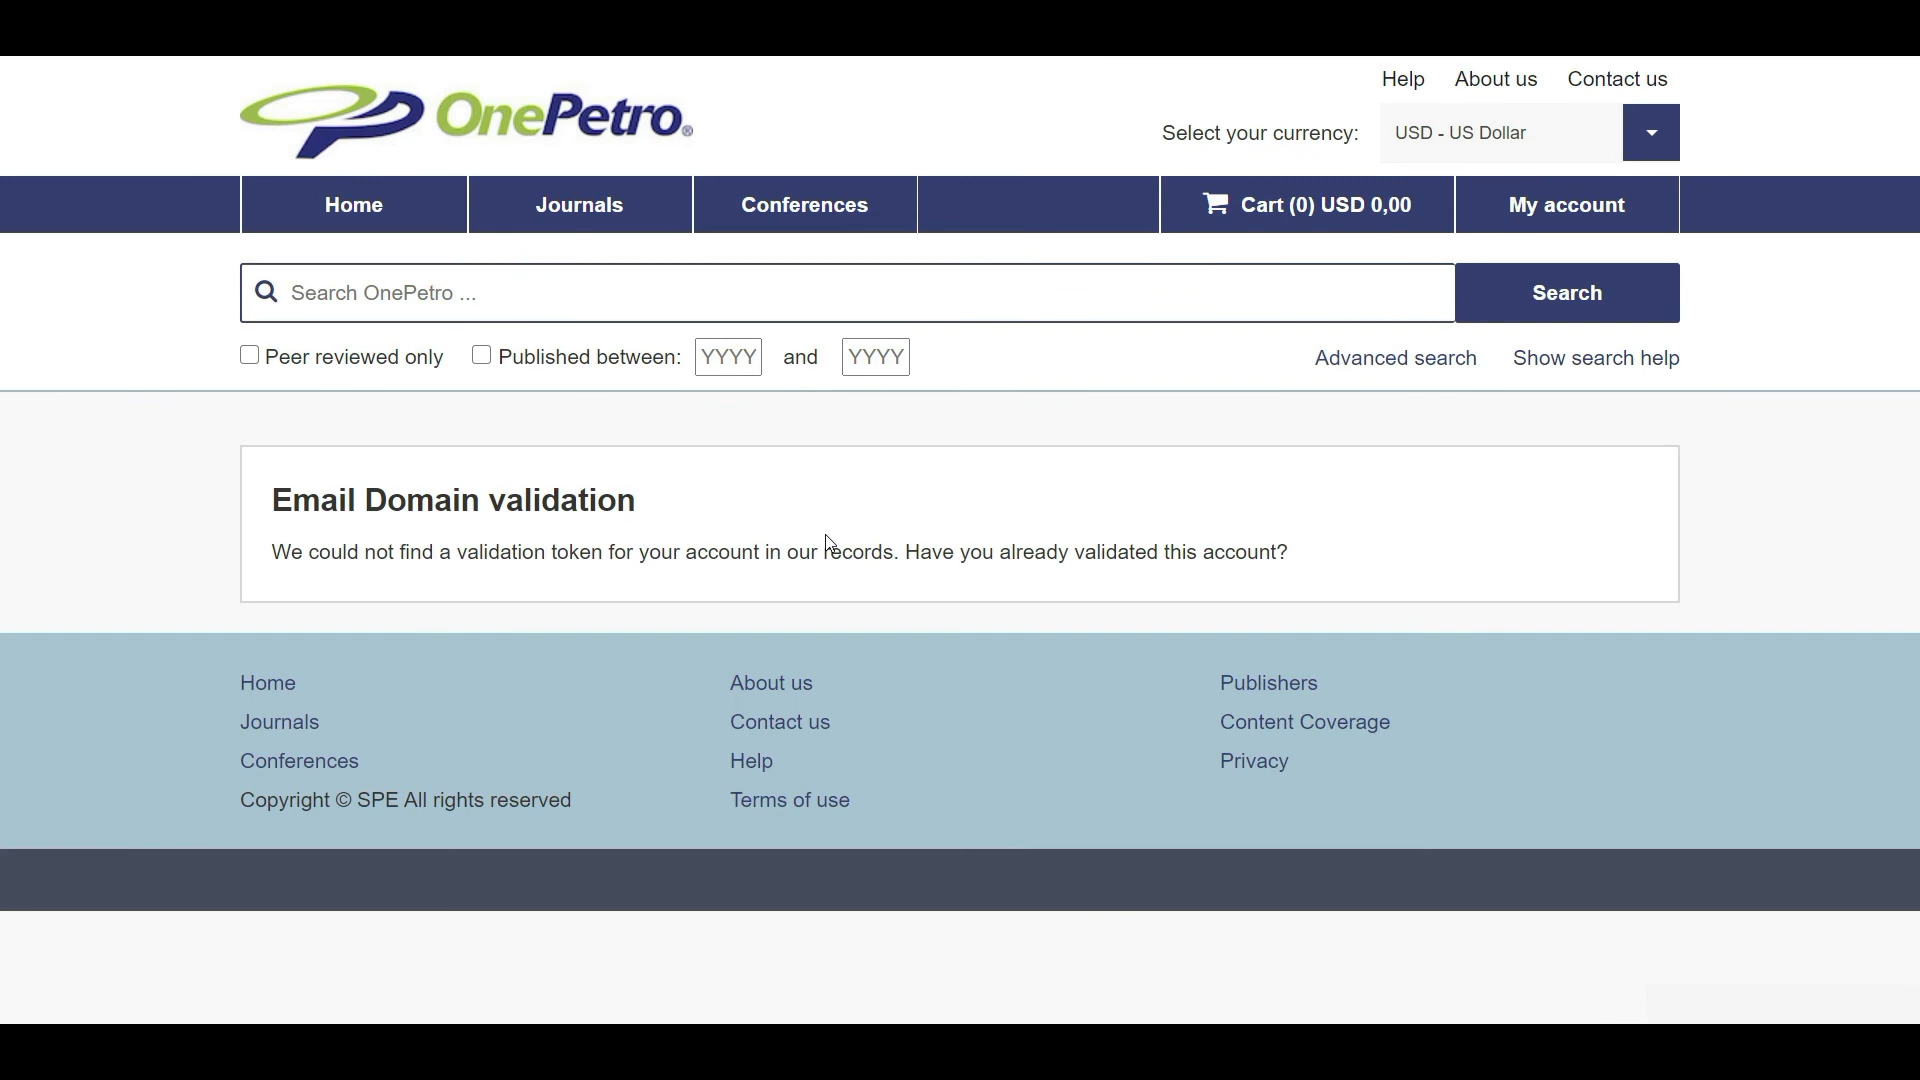 Help About us Contact us
OnePetro®
Select your currency: USD - US Dollar
Home Journals Conferences Cart (0) USD 0,00 My account
Search OnePetro ... Search
Peer reviewed only Published between: YYYY and YYYY Advanced search Show search help
Email Domain validation
We could not find a validation token for your account in our records. Have you already validated this account?
Home About us Publishers
Journals Contact us Content Coverage
Conferences Help Privacy
Copyright © SPE All rights reserved Terms of use